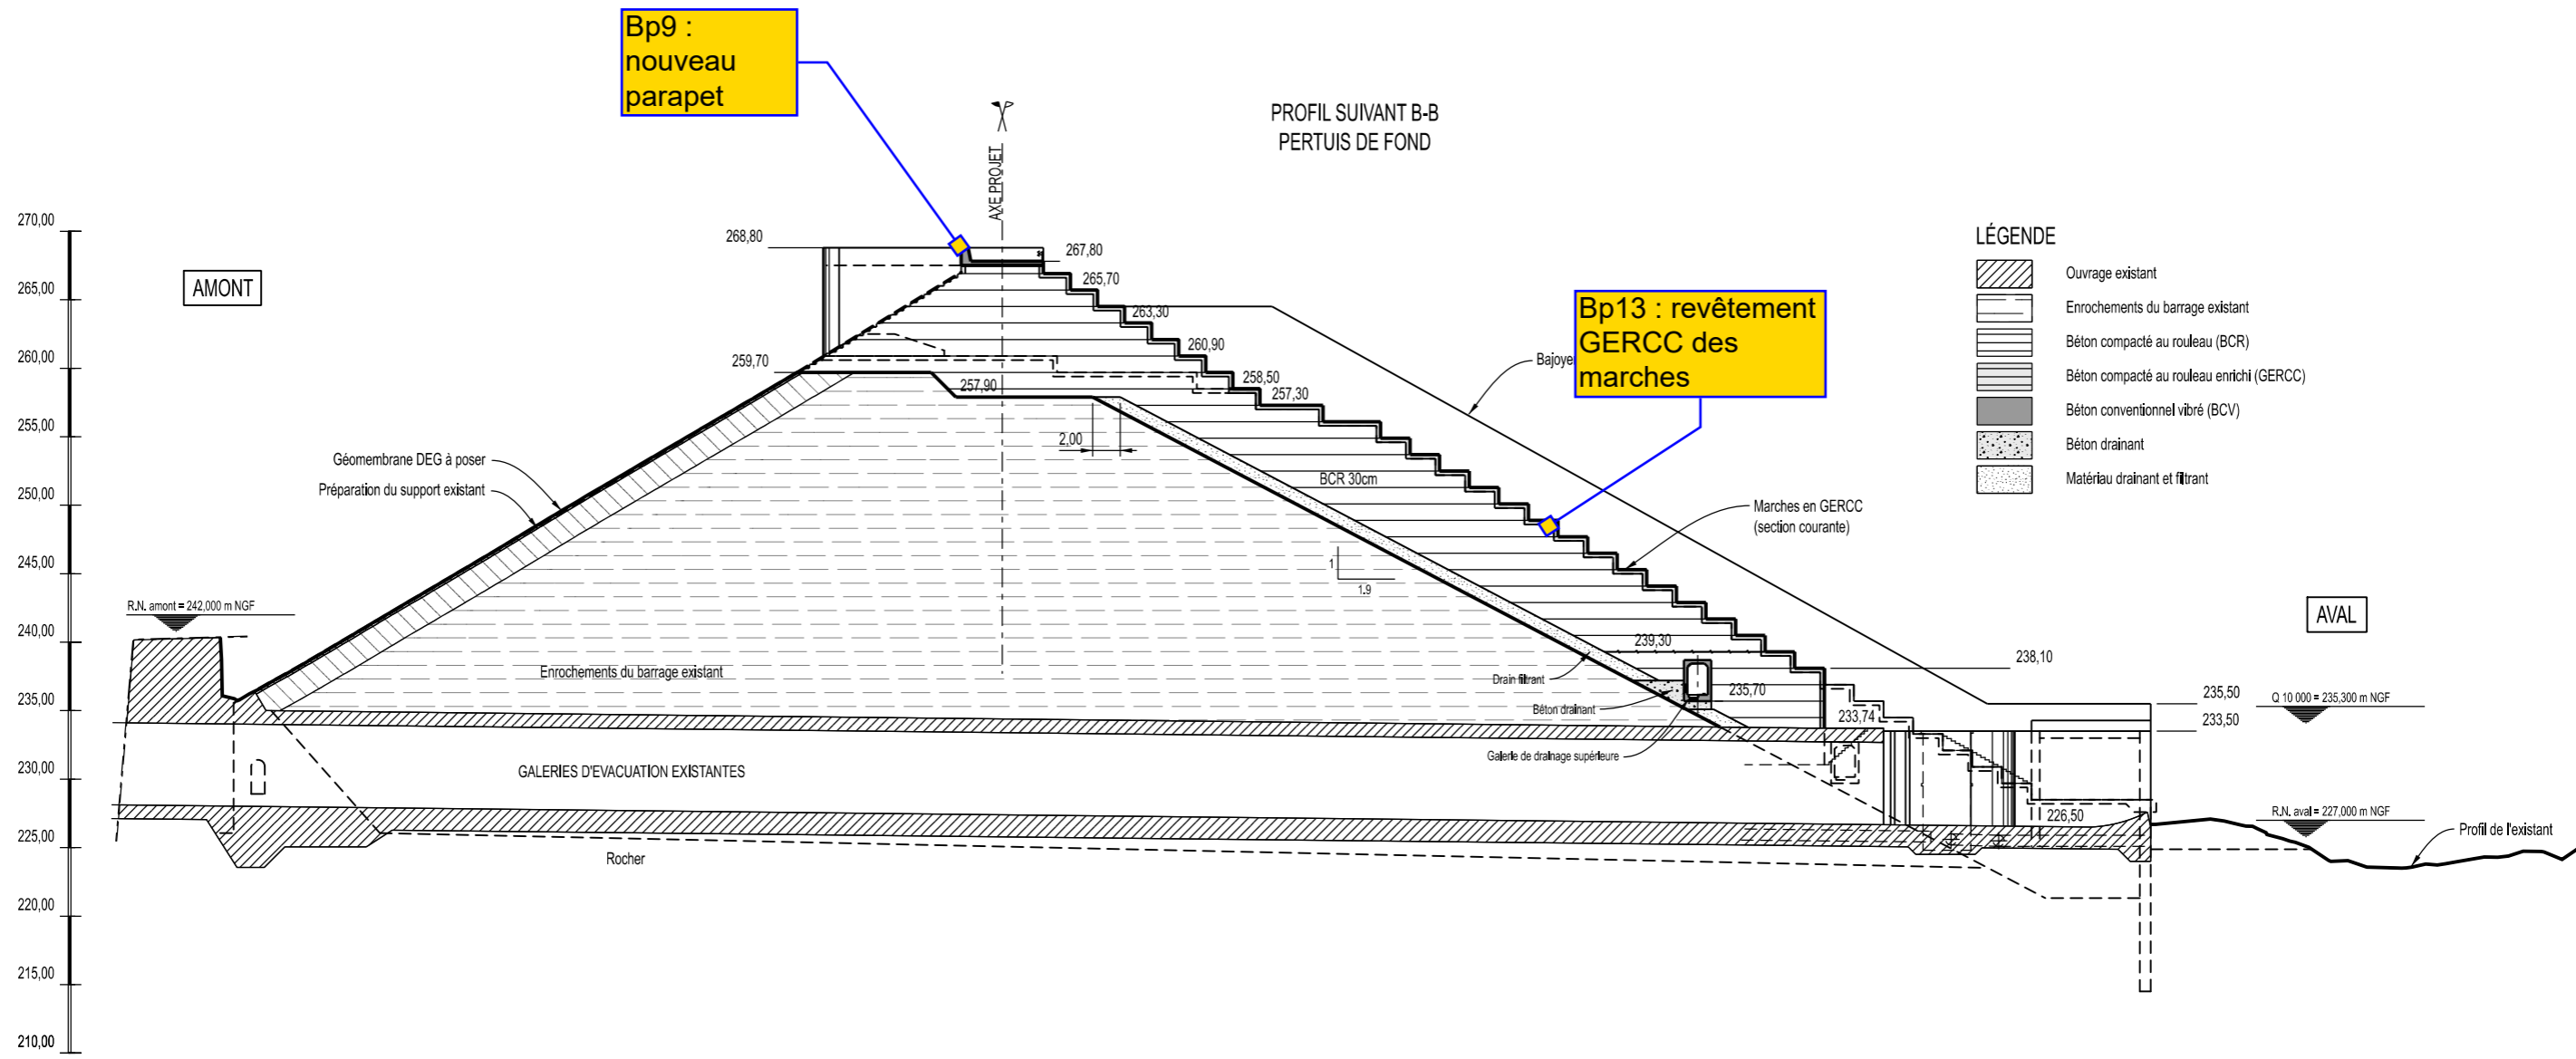 Bp9 :
nouveau
parapet
PROFIL SUIVANT B-B
PERTUIS DE FOND
AXE PROJET
270,00
265,00
260,00
255,00
250,00
245,00
240,00
235,00
230,00
225,00
220,00
215,00
210,00
AMONT
268,80
267,80
265,70
263,30
260,90
258,50
257,30
259,70
257,90
2,00
Bp13 : revêtement
GERCC des
marches
Bajoyer
LÉGENDE
Ouvrage existant
Enrochements du barrage existant
Béton compacté au rouleau (BCR)
Béton compacté au rouleau enrichi (GERCC)
Béton conventionnel vibré (BCV)
Béton drainant
Matériau drainant et filtrant
Géomembrane DEG à poser
Préparation du support existant
BCR 30cm
Marches en GERCC
(section courante)
1
1.9
R.N. amont = 242,000 m NGF
AVAL
Enrochements du barrage existant
239,30
238,10
Drain filtrant
235,70
Béton drainant
233,74
Galerie de drainage supérieure
235,50
233,50
Q 10 000 = 235,300 m NGF
GALERIES D'EVACUATION EXISTANTES
226,50
R.N. aval = 227,000 m NGF
Profil de l'existant
Rocher